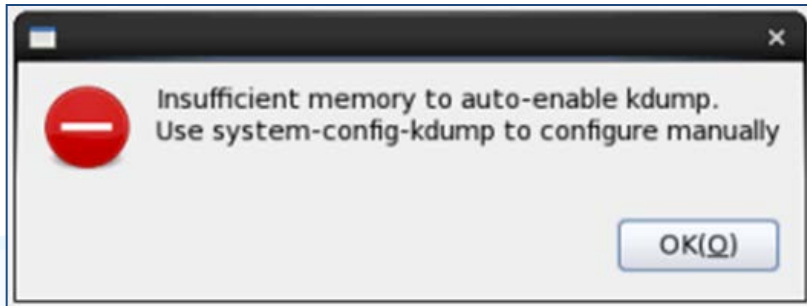 Insufficient memory to auto-enable kdump.
Use system-config-kdump to configure manually
OK(O)